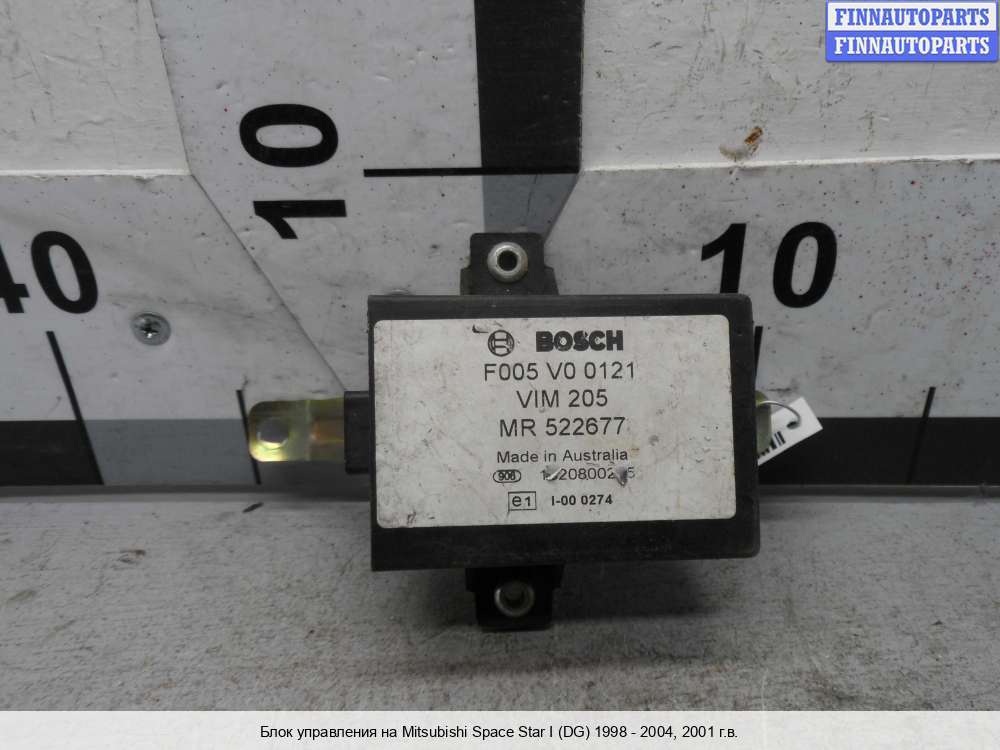 FINNAUTOPARTS
FINNAUTOPARTS
10
40
10
BOSCH
F005 V0 0121
VIM 205
MR 522677
Made in Australia
906
e1 I-00 0274
Блок управления на Mitsubishi Space Star I (DG) 1998 - 2004, 2001 г.в.